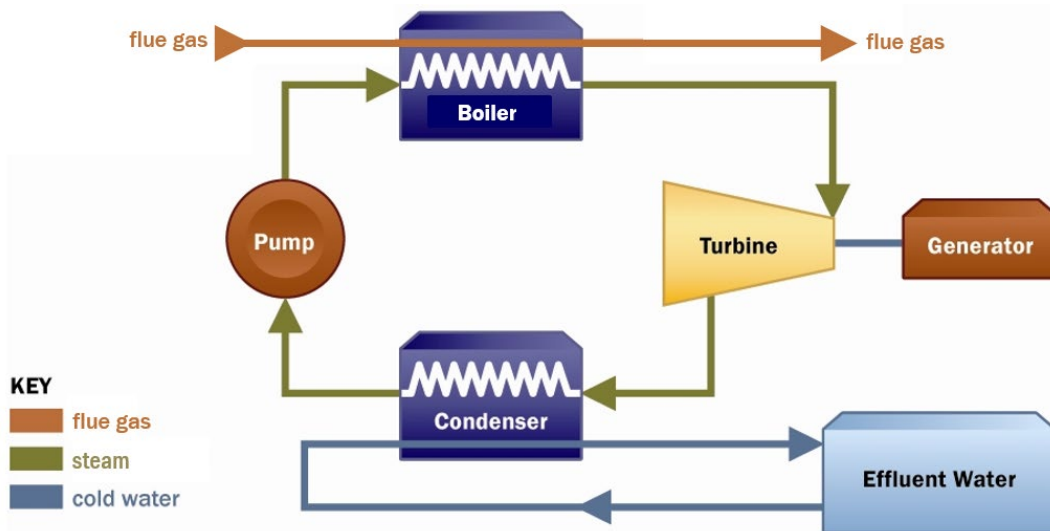 flue gas
flue gas
Boiler
Pump
Turbine
Generator
KEY
flue gas
steam
cold water
Condenser
Effluent Water